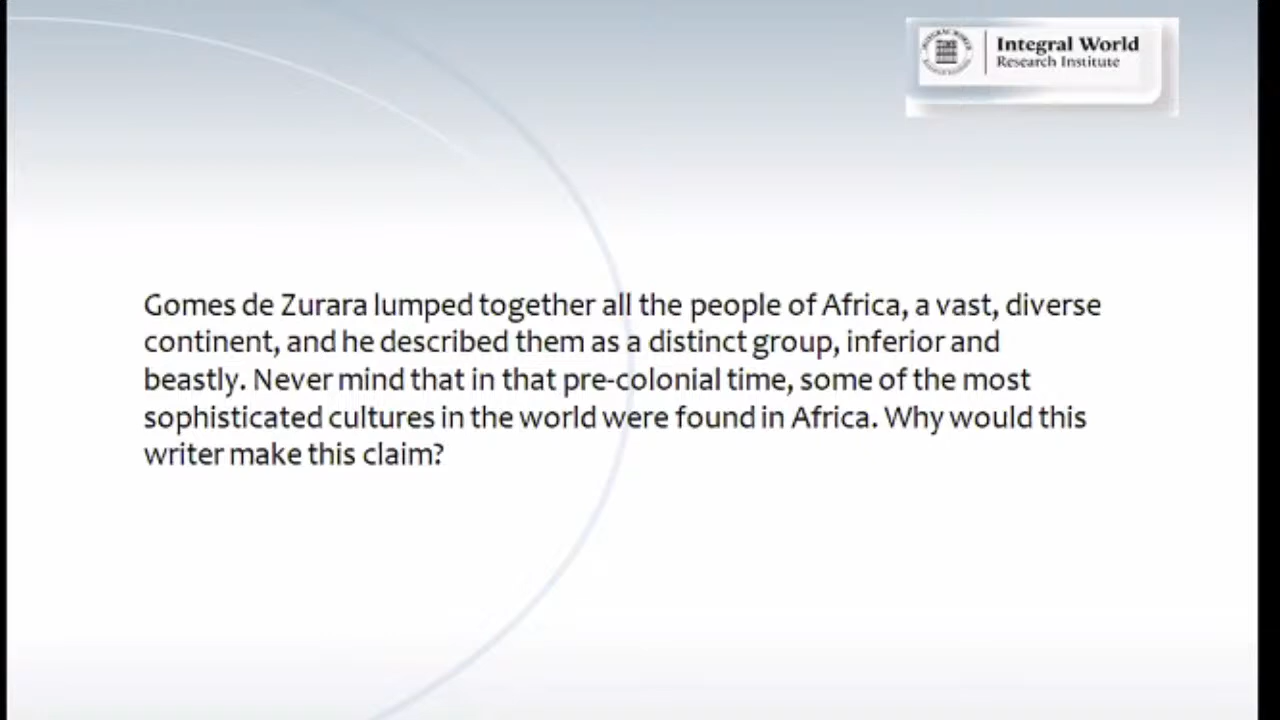 Integral World
Research Institute
Gomes de Zurara lumped together all the people of Africa, a vast, diverse
continent, and he described them as a distinct group, inferior and
beastly. Never mind that in that pre-colonial time, some of the most
sophisticated cultures in the world were found in Africa. Why would this
writer make this claim?